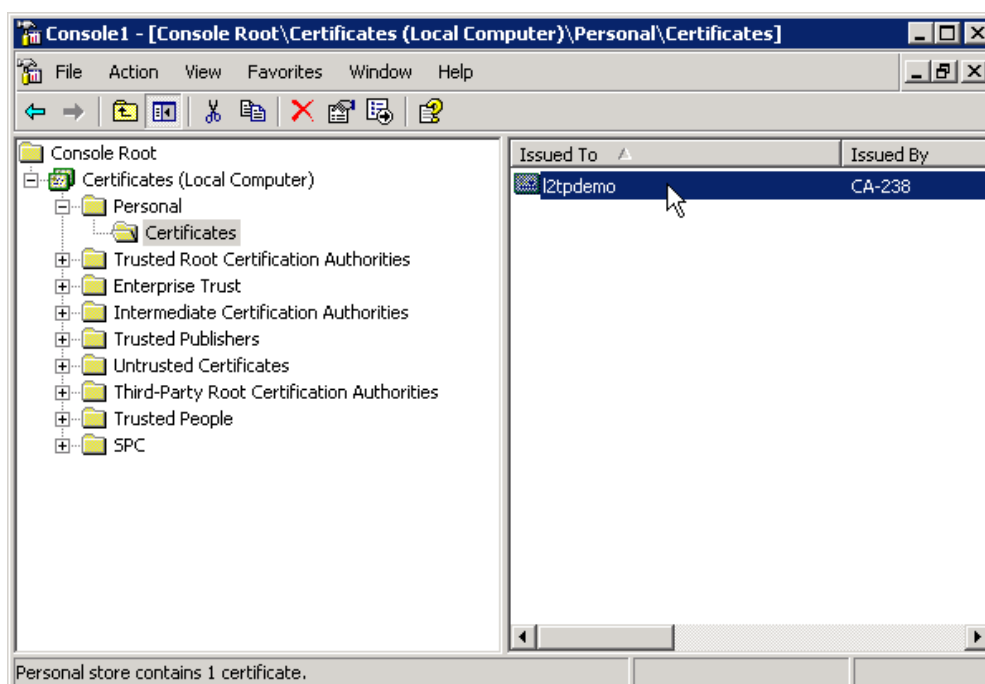 Console1 - [Console Root\Certificates (Local Computer)\Personal\Certificates]
File Action View Favorites Window Help
Console Root
Certificates (Local Computer)
Personal
Certificates
Trusted Root Certification Authorities
Enterprise Trust
Intermediate Certification Authorities
Trusted Publishers
Untrusted Certificates
Third-Party Root Certification Authorities
Trusted People
SPC
Issued To Issued By
l2tpdemo CA-238
Personal store contains 1 certificate.